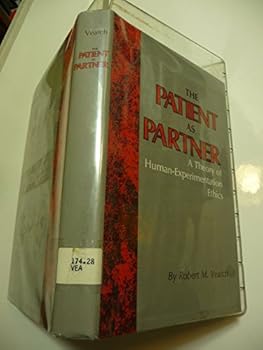 Veatch
THE
PATIENT
AS
PARTNER
174.28
VEA
THE
PATIENT
AS
PARTNER
A Theory of
Human-Experimentation
Ethics
By Robert M. Veatch